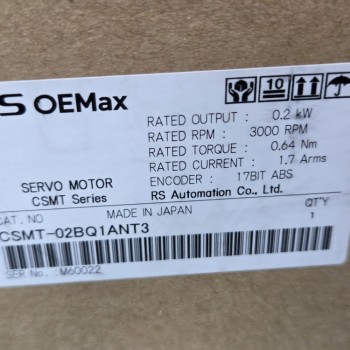 S OEMax
10
RATED OUTPUT : 0.2 kW
RATED RPM : 3000 RPM
RATED TORQUE : 0.64 Nm
RATED CURRENT : 1.7 Arms
ENCODER : 17BIT ABS
RS Automation Co., Ltd.
SERVO MOTOR
CSMT Series
MADE IN JAPAN
CAT. NO
QT'Y
CSMT-02BQ1ANT3
1
SER No. :M60022